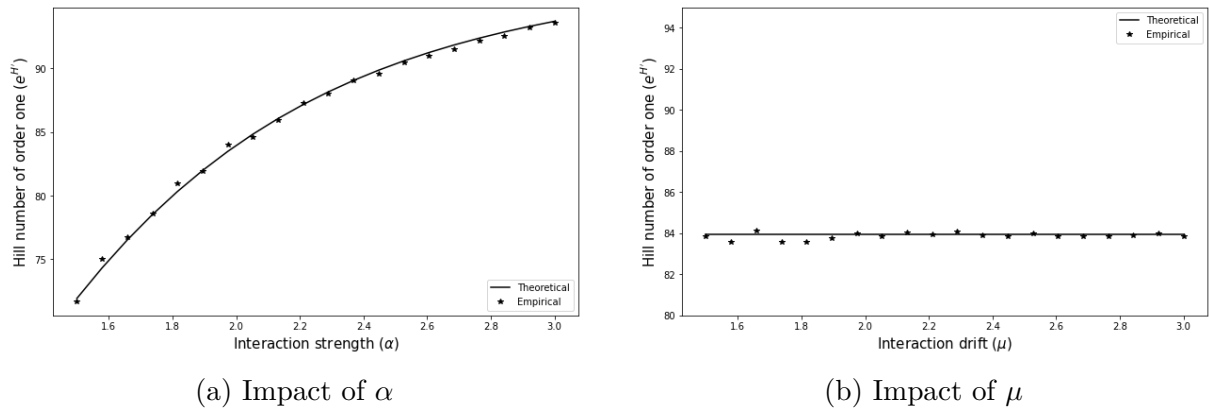 Hill number of order one (e^{H'})
90
85
80
75
1.6 1.8 2.0 2.2 2.4 2.6 2.8 3.0
Interaction strength (α)
Theoretical
Empirical
(a) Impact of α
Hill number of order one (e^{H'})
94
92
90
88
86
84
82
80
1.6 1.8 2.0 2.2 2.4 2.6 2.8 3.0
Interaction drift (μ)
Theoretical
Empirical
(b) Impact of μ